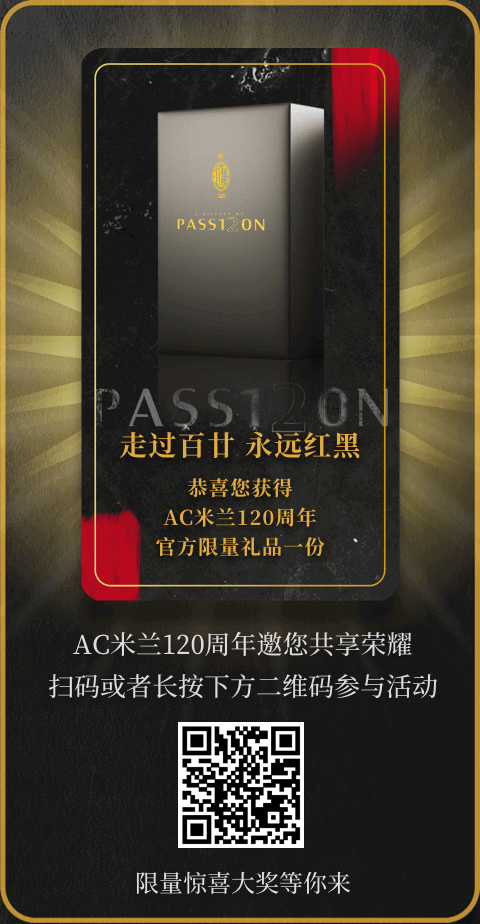 PASS120N
PASS120N
走过百廿 永远红黑
恭喜您获得
AC米兰120周年
官方限量礼品一份
AC米兰120周年邀您共享荣耀
扫码或者长按下方二维码参与活动
限量惊喜大奖等你来